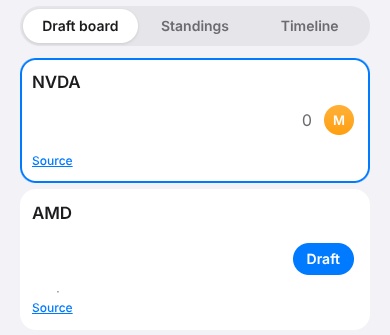 Draft board Standings Timeline
NVDA
0 M
Source
AMD
Draft
Source